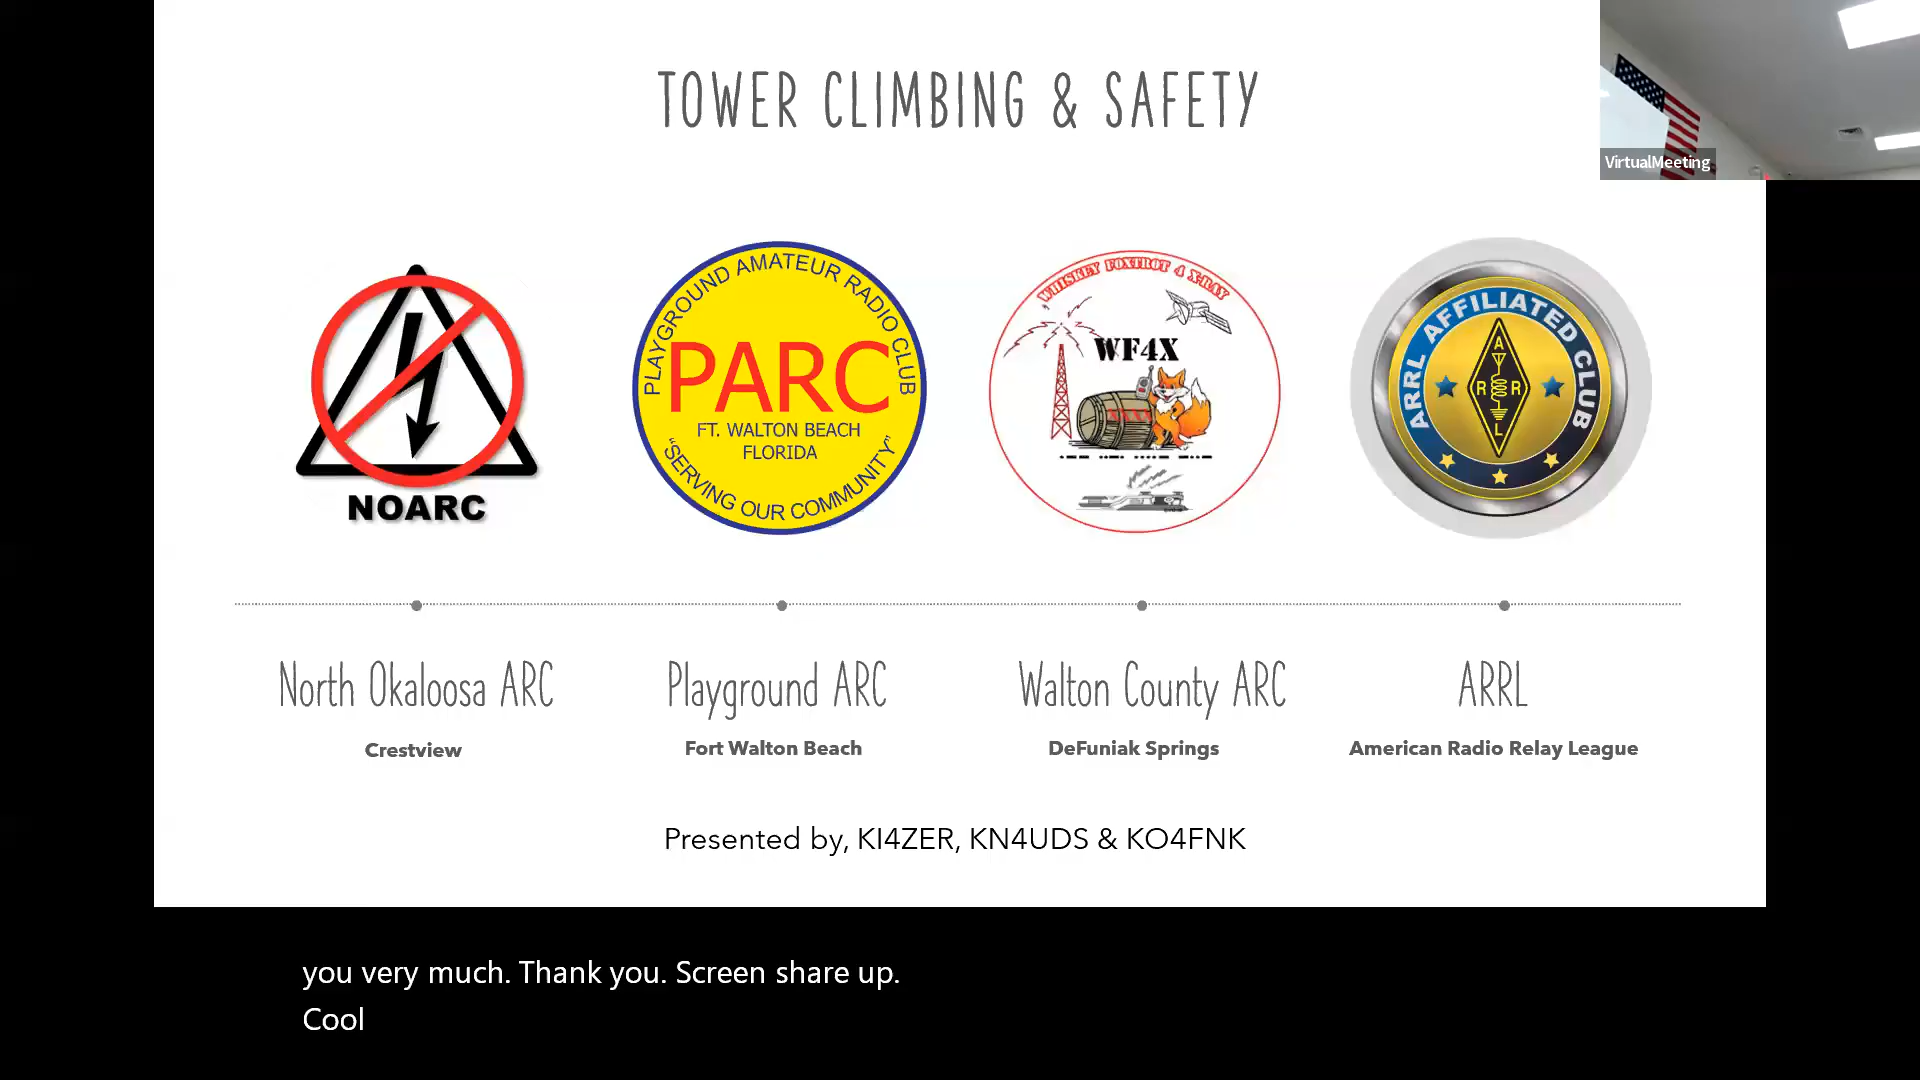 TOWER CLIMBING & SAFETY
VirtualMeeting
NOARC
PLAYGROUND AMATEUR RADIO CLUB
PARC
FT. WALTON BEACH
FLORIDA
"SERVING OUR COMMUNITY"
WHISKEY FOXTROT 4 X-RAY
WF4X
XXXX
ARRL AFFILIATED CLUB
A
R R
L
North Okaloosa ARC
Playground ARC
Walton County ARC
ARRL
Crestview
Fort Walton Beach
DeFuniak Springs
American Radio Relay League
Presented by, KI4ZER, KN4UDS & KO4FNK
you very much. Thank you. Screen share up.
Cool